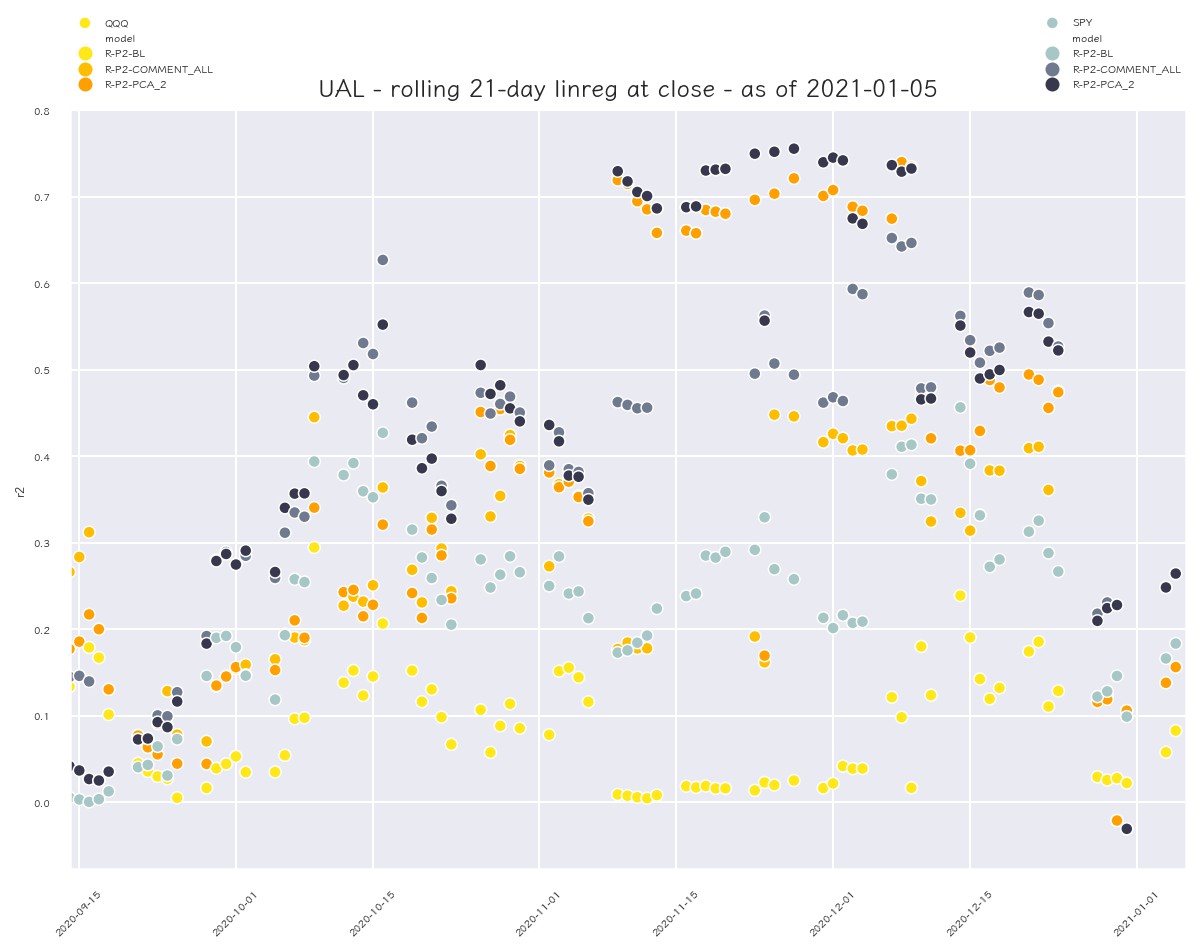 QQQ
model
R-P2-BL
R-P2-COMMENT_ALL
R-P2-PCA_2
SPY
model
R-P2-BL
R-P2-COMMENT_ALL
R-P2-PCA_2
UAL - rolling 21-day linreg at close - as of 2021-01-05
0.8
0.7
0.6
0.5
0.4
0.3
0.2
0.1
0.0
r2
2020-09-15
2020-10-01
2020-10-15
2020-11-01
2020-11-15
2020-12-01
2020-12-15
2021-01-01